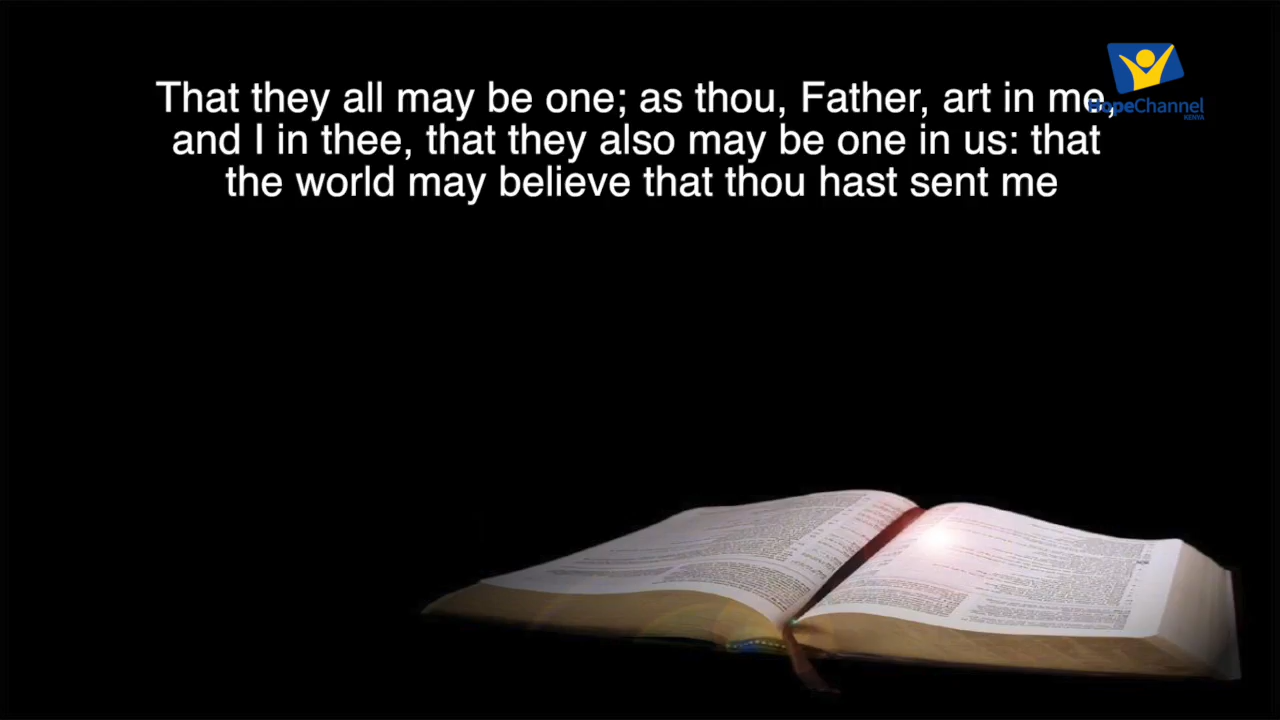 That they all may be one; as thou, Father, art in me,
and I in thee, that they also may be one in us: that
the world may believe that thou hast sent me
HopeChannel
KENYA